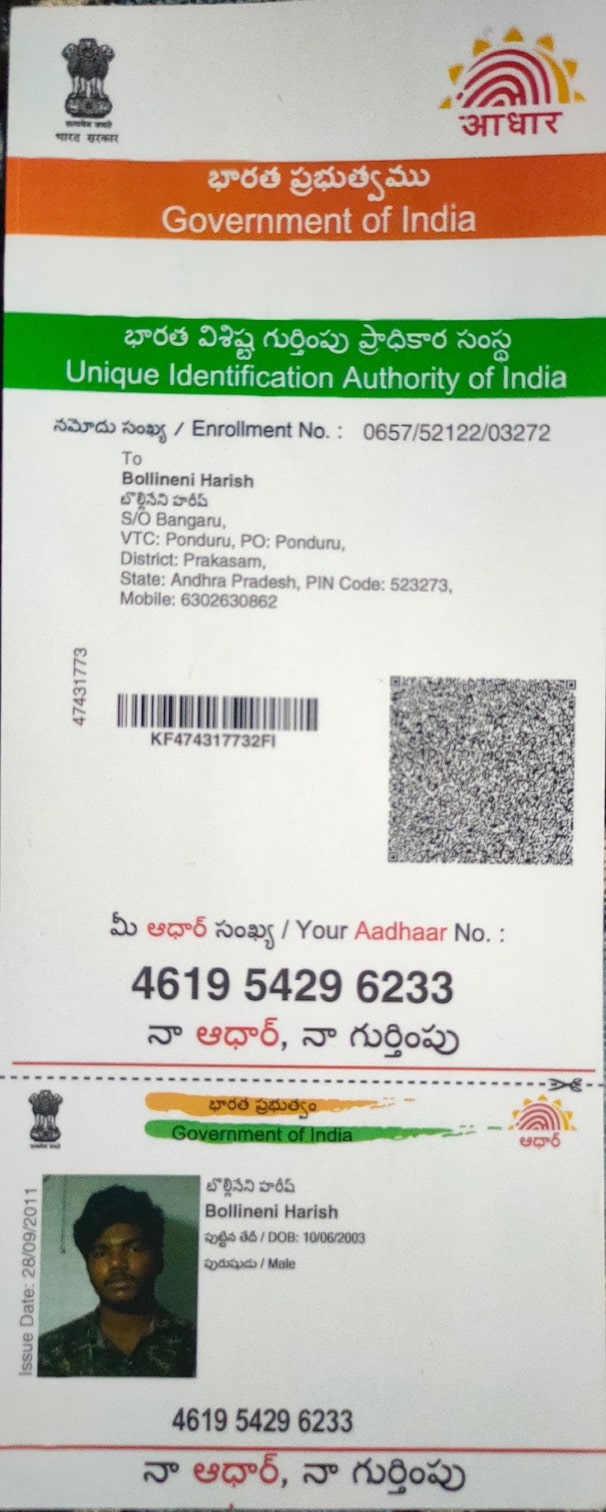 सत्यमेव जयते
भारत सरकार
आधार
భారత ప్రభుత్వము
Government of India
భారత విశిష్ట గుర్తింపు ప్రాధికార సంస్థ
Unique Identification Authority of India
నమోదు సంఖ్య / Enrollment No. : 0657/52122/03272
To
Bollineni Harish
బొల్లినేని హరీష్
S/O Bangaru,
VTC: Ponduru, PO: Ponduru,
District: Prakasam,
State: Andhra Pradesh, PIN Code: 523273,
Mobile: 6302630862
47431773
KF474317732FI
మీ ఆధార్ సంఖ్య / Your Aadhaar No. :
4619 5429 6233
నా ఆధార్, నా గుర్తింపు
భారత ప్రభుత్వం
Government of India
ఆధార్
Issue Date: 28/09/2011
బొల్లినేని హరీష్
Bollineni Harish
పుట్టిన తేదీ / DOB: 10/06/2003
పురుషుడు / Male
4619 5429 6233
నా ఆధార్, నా గుర్తింపు